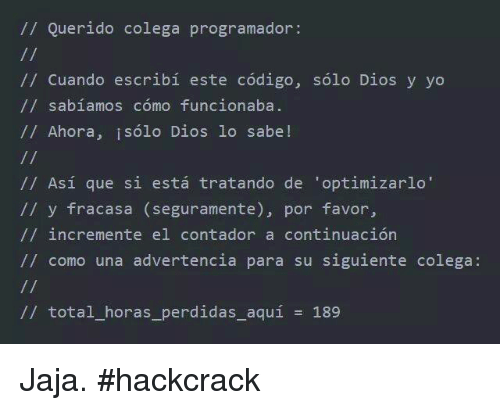 // Querido colega programador:
//
// Cuando escribí este código, sólo Dios y yo
// sabíamos cómo funcionaba.
// Ahora, ¡sólo Dios lo sabe!
//
// Así que si está tratando de 'optimizarlo'
// y fracasa (seguramente), por favor,
// incremente el contador a continuación
// como una advertencia para su siguiente colega:
//
// total_horas_perdidas_aquí = 189
Jaja. #hackcrack